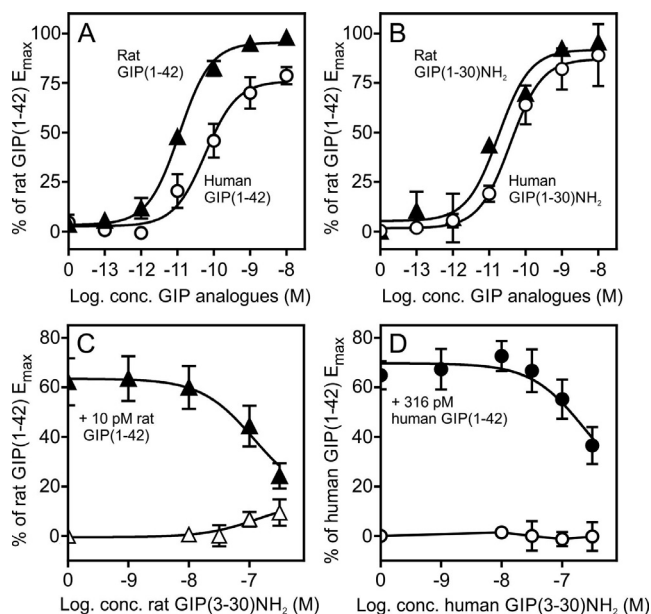 A
Rat
GIP(1-42)
Human
GIP(1-42)
% of rat GIP(1-42) Emax
100
75
50
25
0
0 -13 -12 -11 -10 -9 -8
Log. conc. GIP analogues (M)
B
Rat
GIP(1-30)NH₂
Human
GIP(1-30)NH₂
% of rat GIP(1-42) Emax
100
75
50
25
0
0 -13 -12 -11 -10 -9 -8
Log. conc. GIP analogues (M)
C
+ 10 pM rat
GIP(1-42)
% of rat GIP(1-42) Emax
80
60
40
20
0
0 -9 -8 -7
Log. conc. rat GIP(3-30)NH₂ (M)
D
+ 316 pM
human GIP(1-42)
% of human GIP(1-42) Emax
80
60
40
20
0
0 -9 -8 -7
Log. conc. human GIP(3-30)NH₂ (M)